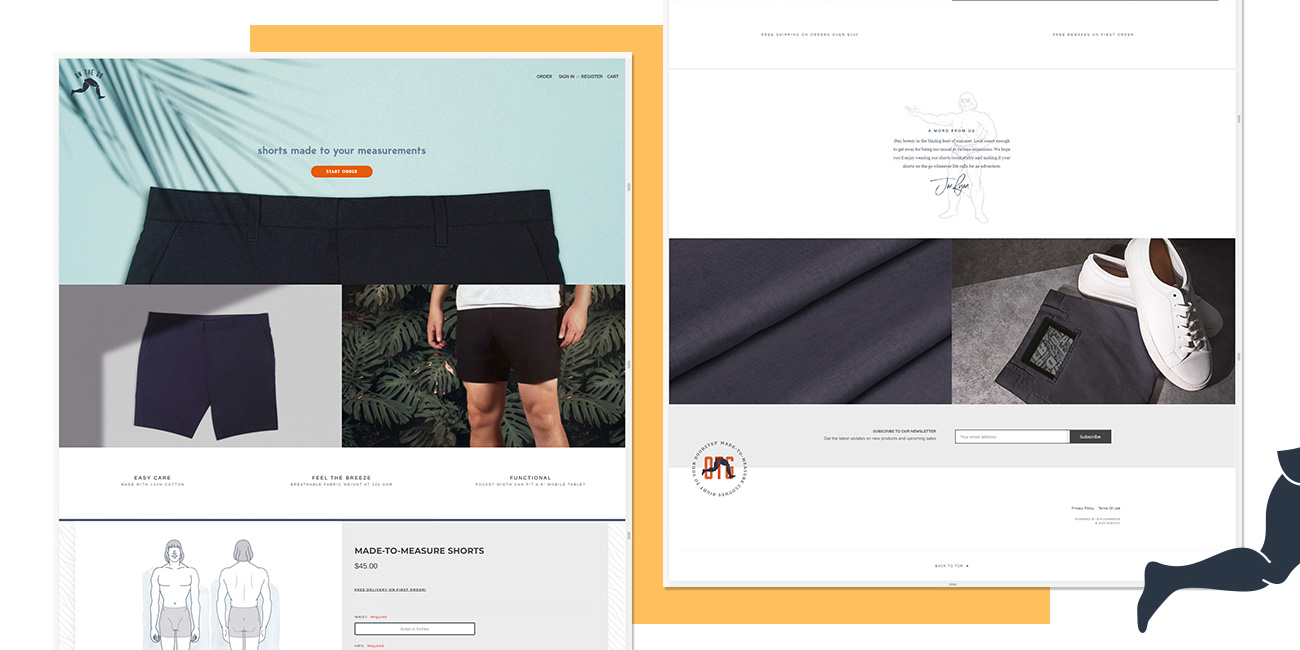 ON THE GO
ORDER SIGN IN or REGISTER CART
shorts made to your measurements
START ORDER
EASY CARE
MADE WITH 100% COTTON
FEEL THE BREEZE
BREATHABLE FABRIC WEIGHT AT 120 GSM
FUNCTIONAL
POCKET WIDTH CAN FIT A 6" MOBILE TABLET
MADE-TO-MEASURE SHORTS
$45.00
FREE DELIVERY ON FIRST ORDER!
WAIST: Required
Enter in Inches
HIPS: Required
FREE SHIPPING ON ORDERS OVER $100
FREE REMAKES ON FIRST ORDER
A WORD FROM US
Stay breezy in the blazing heat of summer. Look smart enough
to get away for being too casual at various occasions. We hope
you'd enjoy wearing our shorts comfortably and making it your
shorts on the go whenever life calls for an adventure.
SUBSCRIBE TO OUR NEWSLETTER
Get the latest updates on new products and upcoming sales
Your email address
Subscribe
MADE-TO-MEASURE CLOTHES RIGHT TO YOUR DOORSTEP
OTG
Privacy Policy Terms Of Use
POWERED BY BIGCOMMERCE
BACK TO TOP